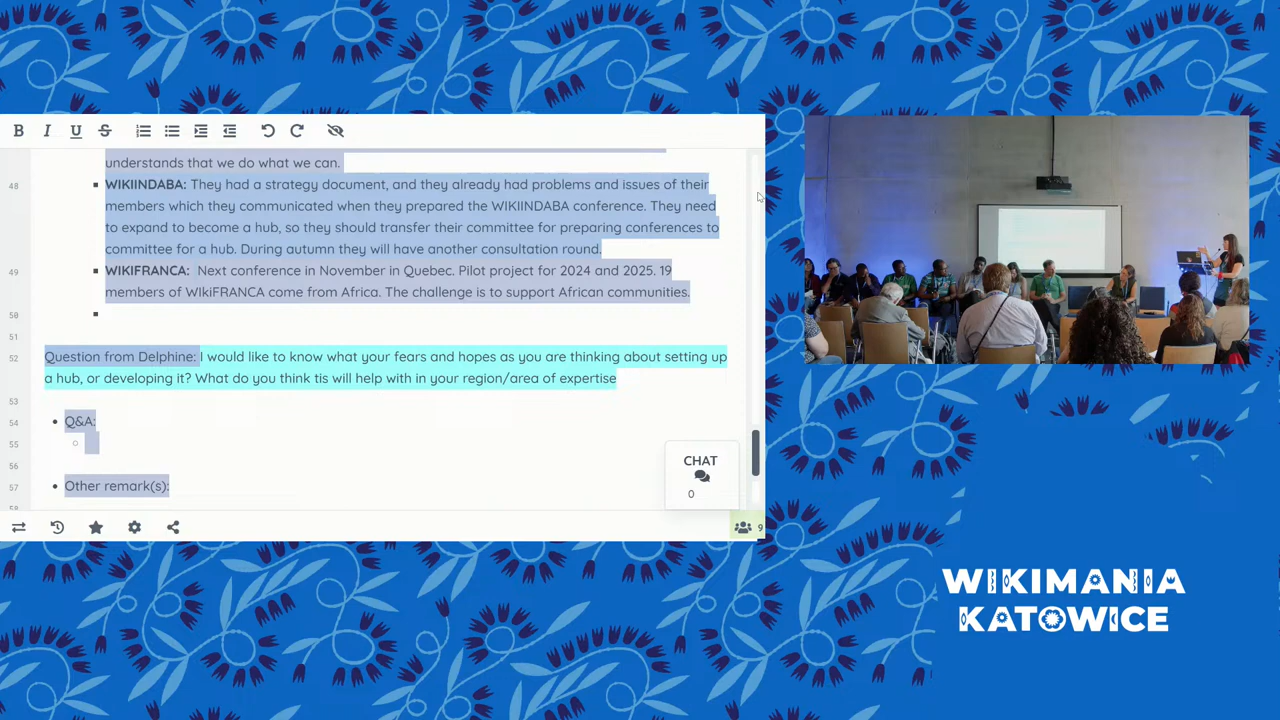 B I U S
understands that we do what we can.
48 ▪ WIKIINDABA: They had a strategy document, and they already had problems and issues of their
members which they communicated when they prepared the WIKIINDABA conference. They need
to expand to become a hub, so they should transfer their committee for preparing conferences to
committee for a hub. During autumn they will have another consultation round.
49 ▪ WIKIFRANCA: Next conference in November in Quebec. Pilot project for 2024 and 2025. 19
members of WIkiFRANCA come from Africa. The challenge is to support African communities.
50 ▪
51
52 Question from Delphine: I would like to know what your fears and hopes as you are thinking about setting up
a hub, or developing it? What do you think tis will help with in your region/area of expertise
53
54 • Q&A:
55 ○
56
57 • Other remark(s):
58
CHAT
0
9
WIKIMANIA
KATOWICE